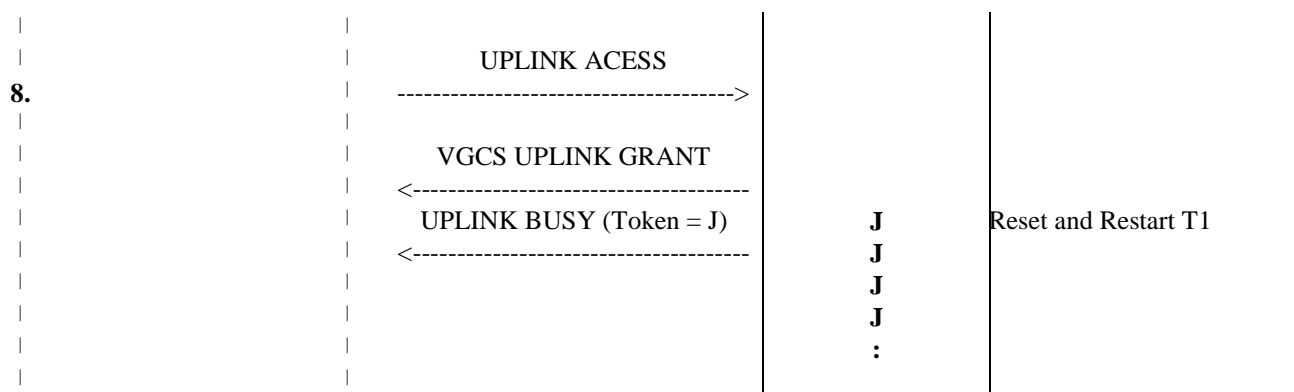 UPLINK ACESS
8.
------------------------------------->
VGCS UPLINK GRANT
<-------------------------------------
UPLINK BUSY (Token = J) J Reset and Restart T1
<------------------------------------- J
J
J
: